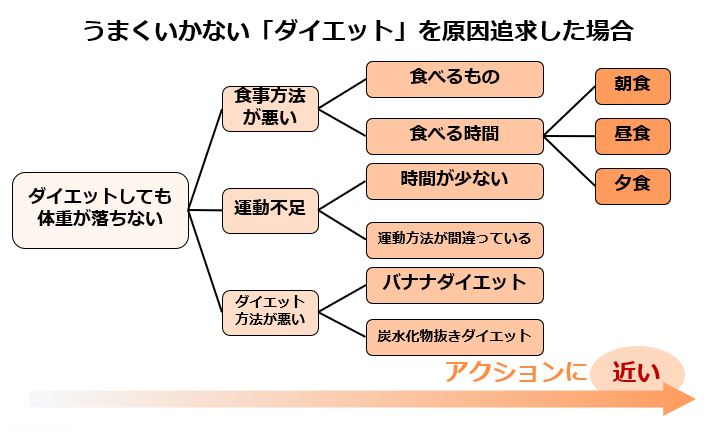 うまくいかない「ダイエット」を原因追求した場合
ダイエットしても
体重が落ちない
食事方法
が悪い
食べるもの
食べる時間
朝食
昼食
夕食
運動不足
時間が少ない
運動方法が間違っている
ダイエット
方法が悪い
バナナダイエット
炭水化物抜きダイエット
アクションに 近い